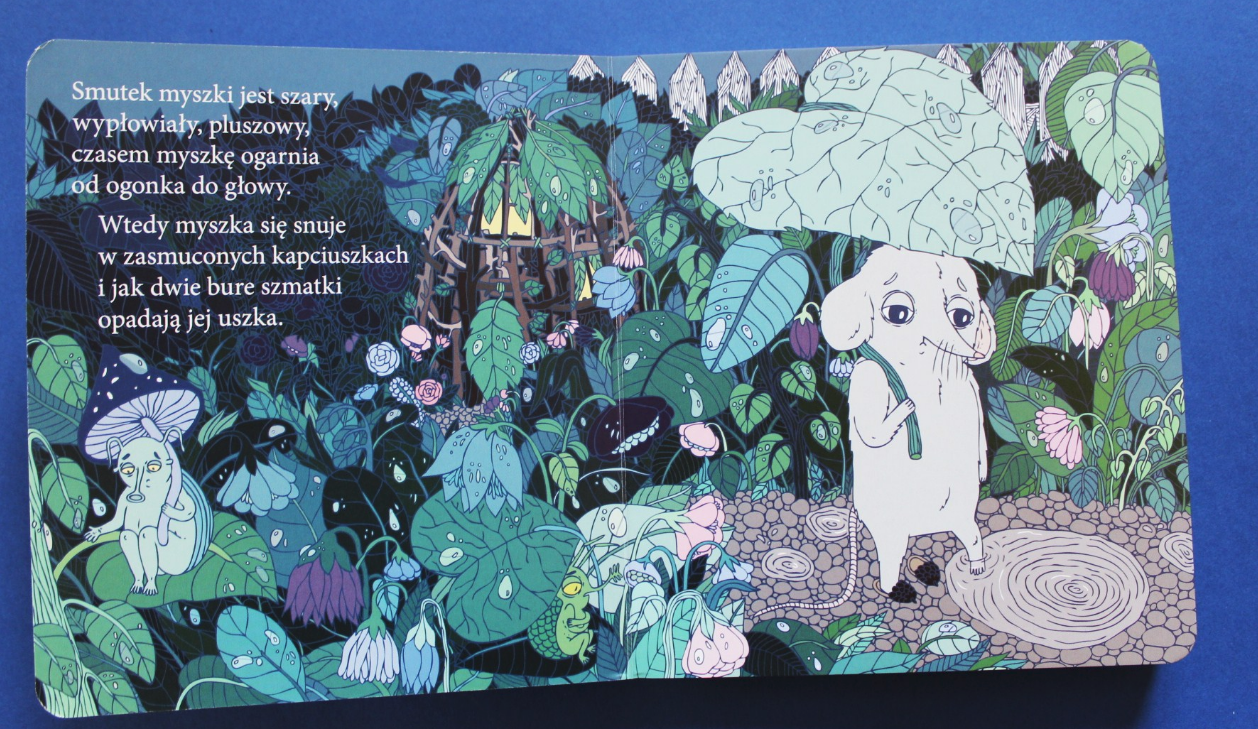 Smutek myszki jest szary,
wypłowiały, pluszowy,
czasem myszkę ogarnia
od ogonka do głowy.
Wtedy myszka się snuje
w zasmuconych kapciuszkach
i jak dwie bure szmatki
opadają jej uszka.